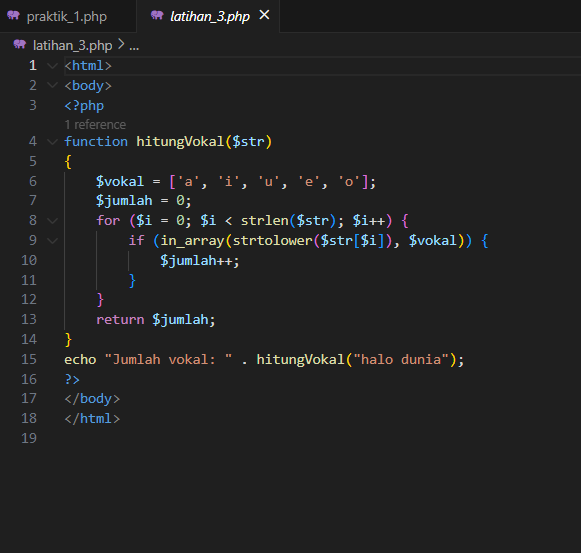 praktik_1.php latihan_3.php
latihan_3.php > ...
1 <html>
2 <body>
3 <?php
1 reference
4 function hitungVokal($str)
5 {
6     $vokal = ['a', 'i', 'u', 'e', 'o'];
7     $jumlah = 0;
8     for ($i = 0; $i < strlen($str); $i++) {
9         if (in_array(strtolower($str[$i]), $vokal)) {
10             $jumlah++;
11         }
12     }
13     return $jumlah;
14 }
15 echo "Jumlah vokal: " . hitungVokal("halo dunia");
16 ?>
17 </body>
18 </html>
19